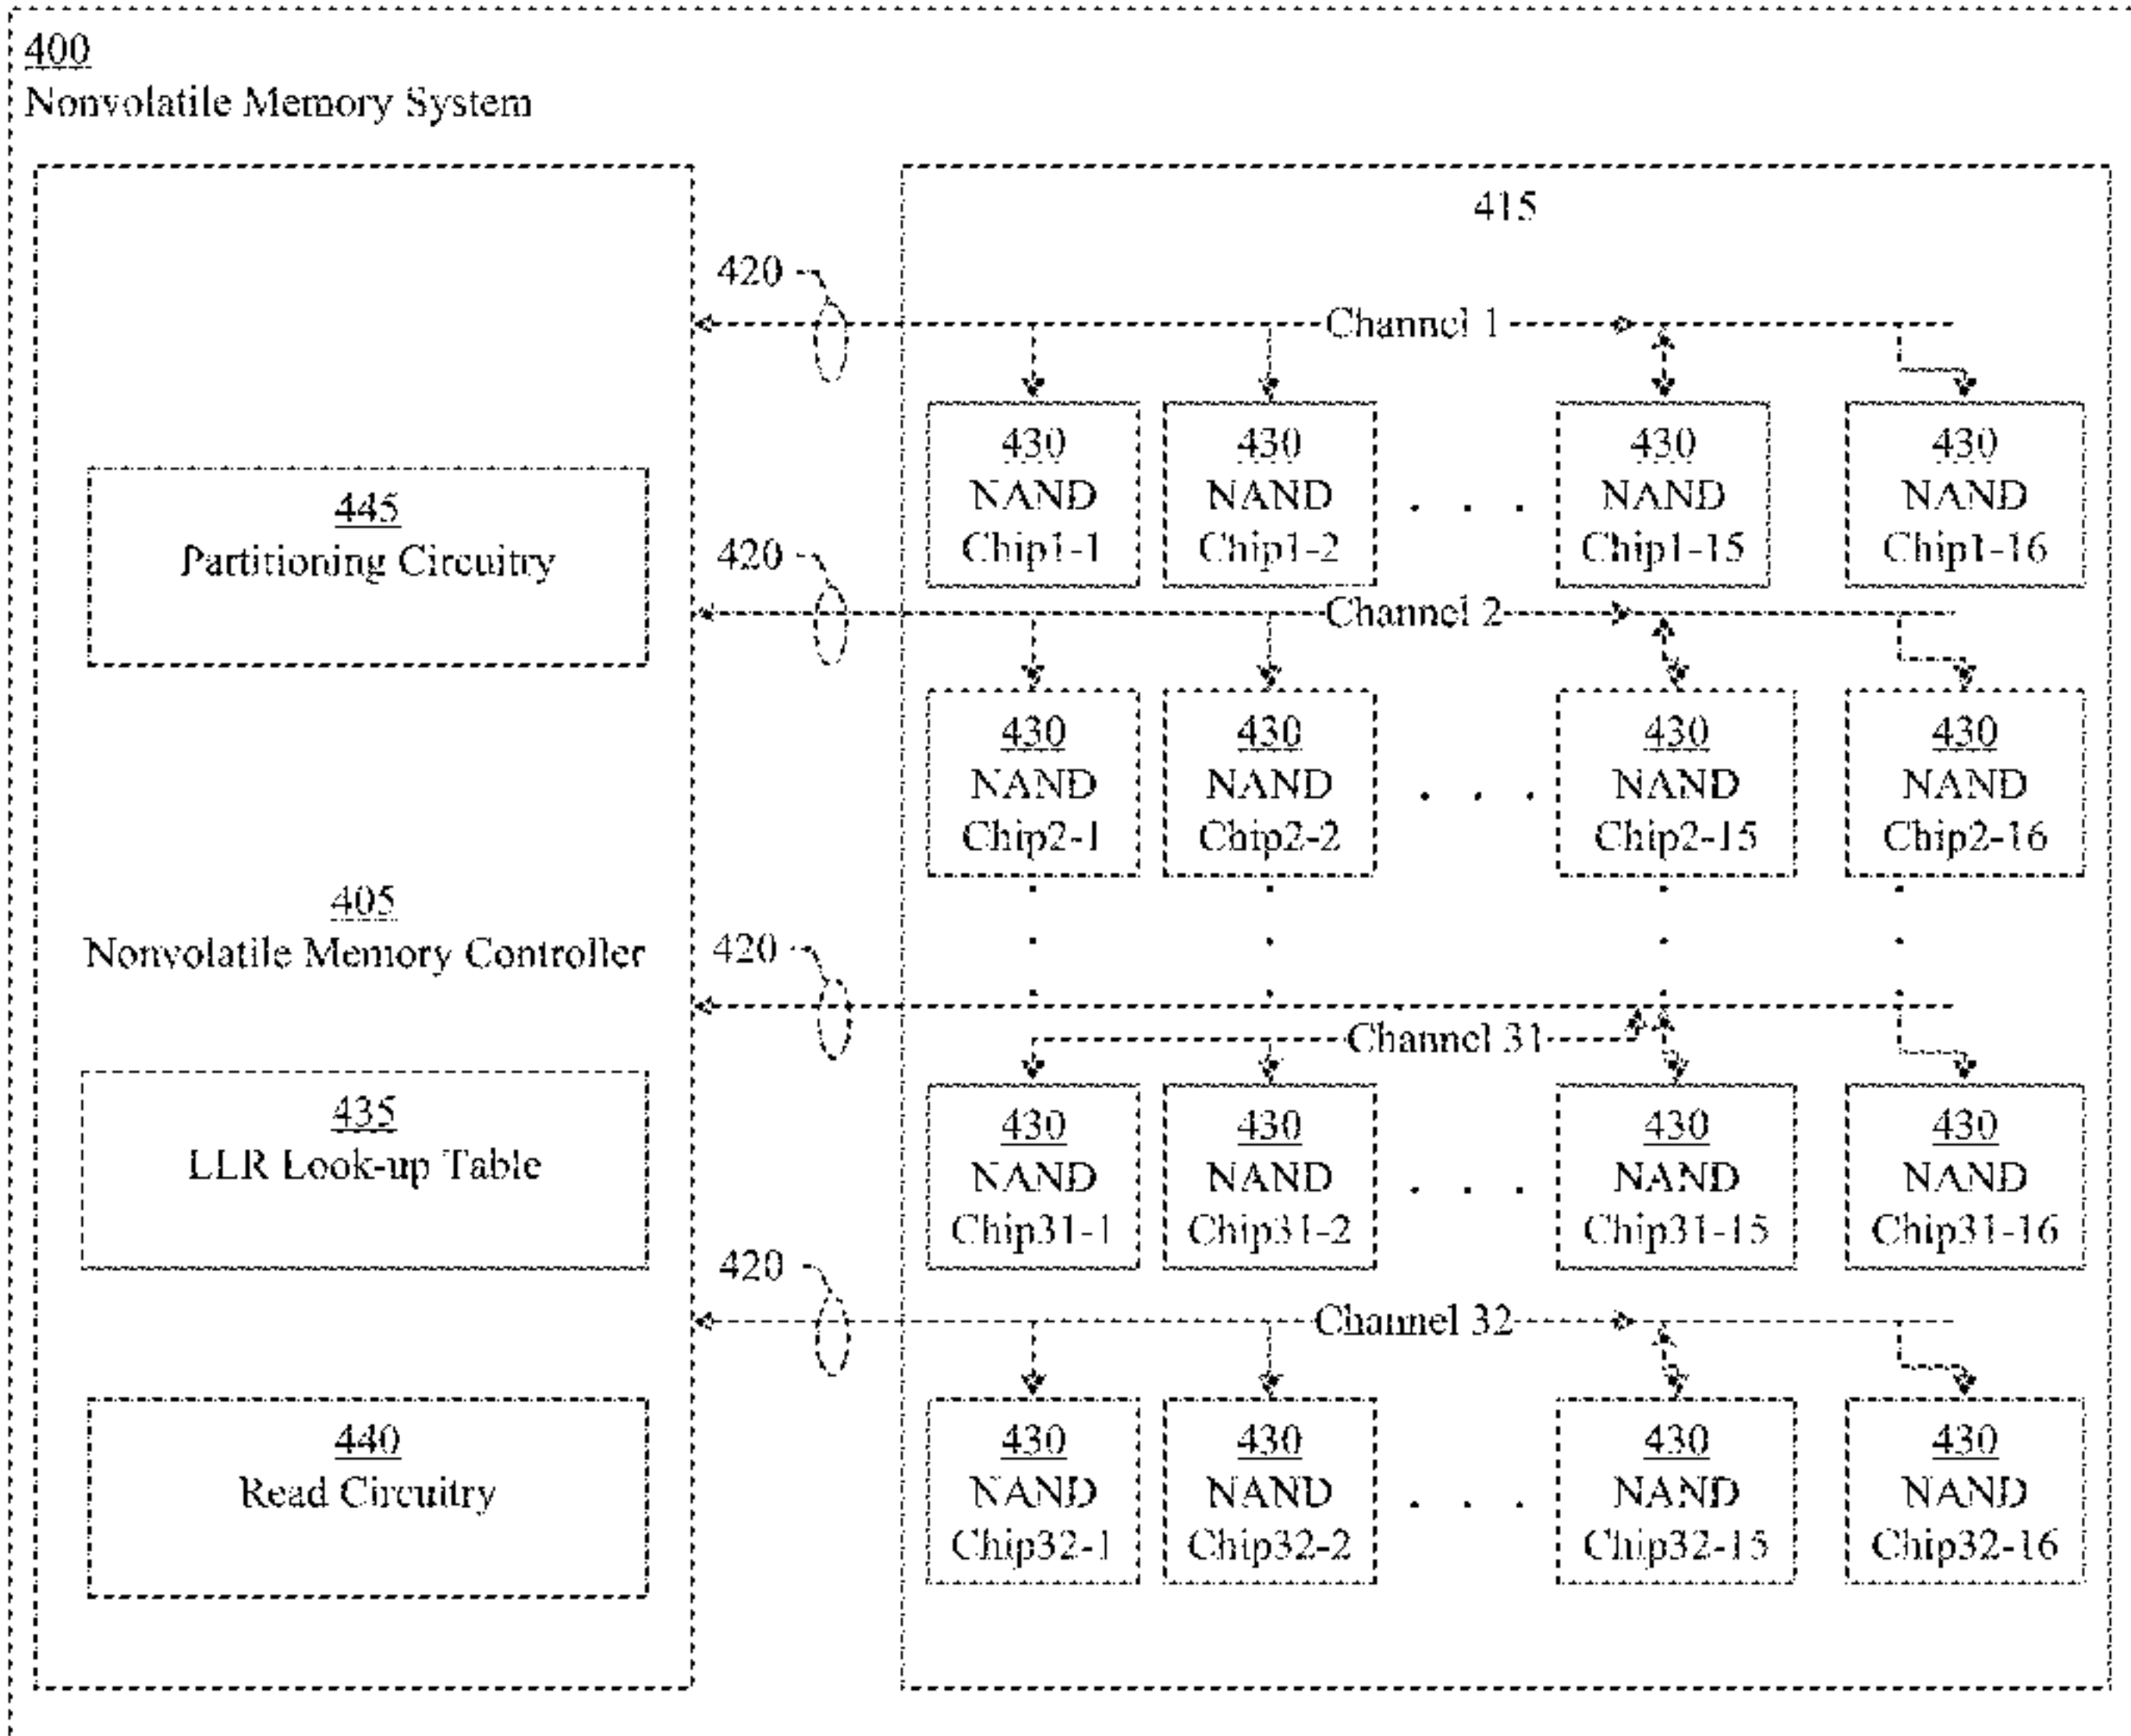 400
Nonvolatile Memory System
415
420
Channel 1
430 430 430 430
NAND NAND NAND NAND
Chip1-1 Chip1-2 . . . Chip1-15 Chip1-16
445
Partitioning Circuitry
420
Channel 2
430 430 430 430
NAND NAND NAND NAND
Chip2-1 Chip2-2 . . . Chip2-15 Chip2-16
405
Nonvolatile Memory Controller
420
Channel 31
435
LLR Look-up Table
430 430 430 430
NAND NAND NAND NAND
Chip31-1 Chip31-2 . . . Chip31-15 Chip31-16
420
Channel 32
440
Read Circuitry
430 430 430 430
NAND NAND NAND NAND
Chip32-1 Chip32-2 . . . Chip32-15 Chip32-16